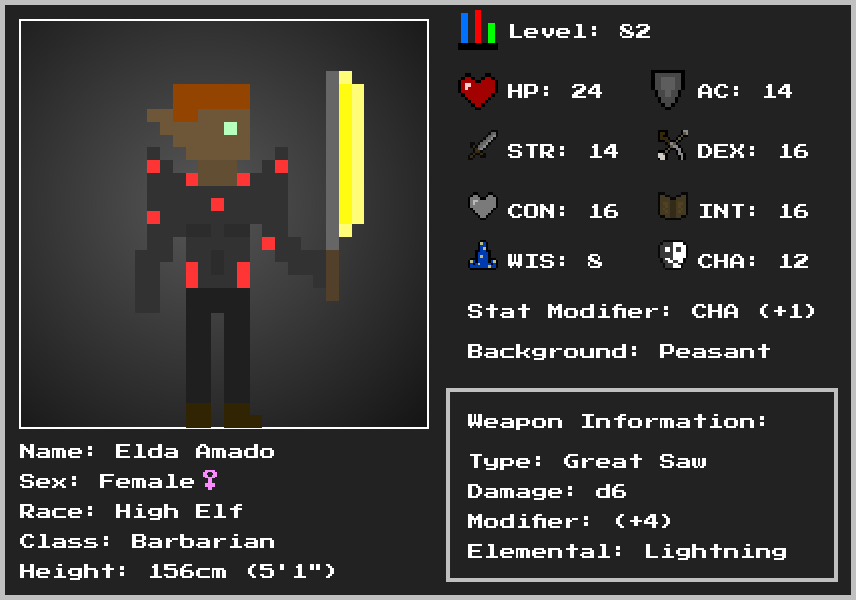 Level: 82
HP: 24
AC: 14
STR: 14
DEX: 16
CON: 16
INT: 16
WIS: 8
CHA: 12
Stat Modifier: CHA (+1)
Background: Peasant
Weapon Information:
Type: Great Saw
Damage: d6
Modifier: (+4)
Elemental: Lightning
Name: Elda Amado
Sex: Female♀
Race: High Elf
Class: Barbarian
Height: 156cm (5'1")